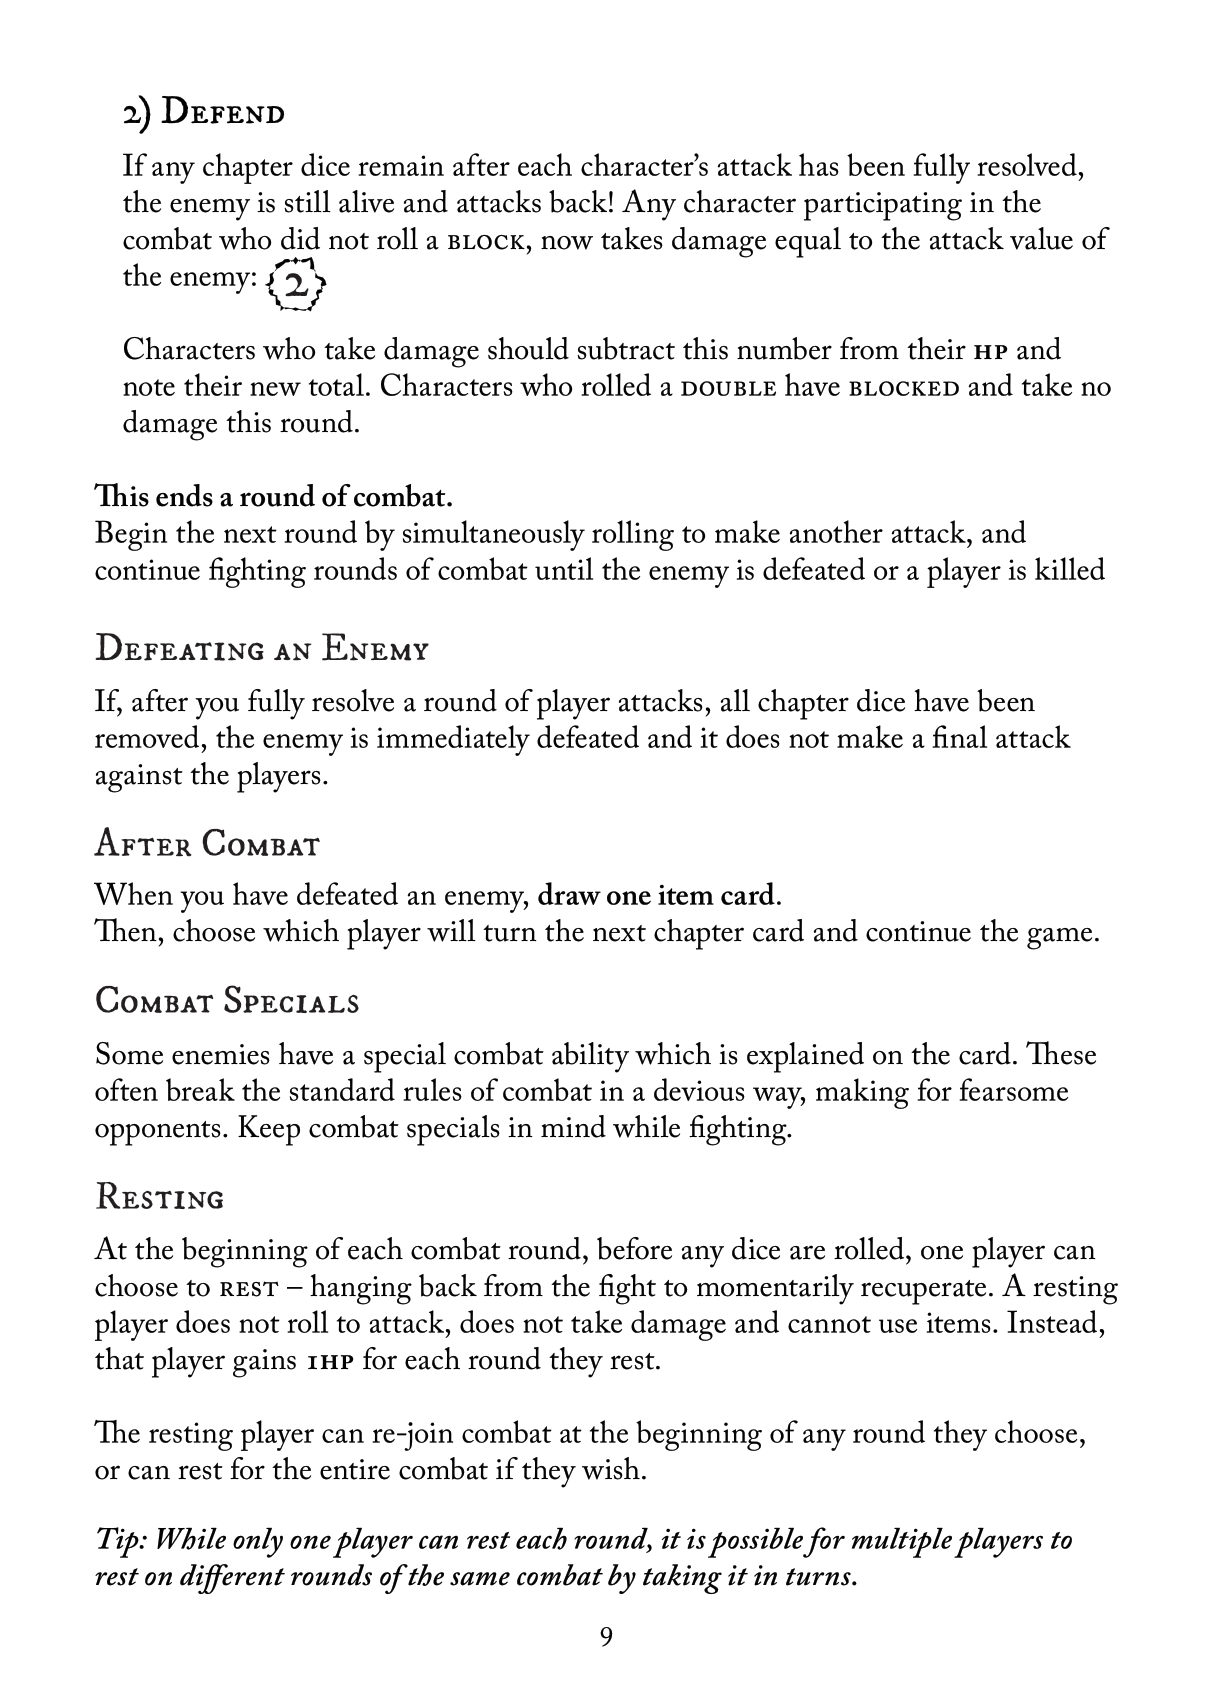 2) Defend
If any chapter dice remain after each character's attack has been fully resolved,
the enemy is still alive and attacks back! Any character participating in the
combat who did not roll a block, now takes damage equal to the attack value of
the enemy: 2
Characters who take damage should subtract this number from their hp and
note their new total. Characters who rolled a double have blocked and take no
damage this round.
This ends a round of combat.
Begin the next round by simultaneously rolling to make another attack, and
continue fighting rounds of combat until the enemy is defeated or a player is killed
Defeating an Enemy
If, after you fully resolve a round of player attacks, all chapter dice have been
removed, the enemy is immediately defeated and it does not make a final attack
against the players.
After Combat
When you have defeated an enemy, draw one item card.
Then, choose which player will turn the next chapter card and continue the game.
Combat Specials
Some enemies have a special combat ability which is explained on the card. These
often break the standard rules of combat in a devious way, making for fearsome
opponents. Keep combat specials in mind while fighting.
Resting
At the beginning of each combat round, before any dice are rolled, one player can
choose to rest – hanging back from the fight to momentarily recuperate. A resting
player does not roll to attack, does not take damage and cannot use items. Instead,
that player gains 1hp for each round they rest.
The resting player can re-join combat at the beginning of any round they choose,
or can rest for the entire combat if they wish.
Tip: While only one player can rest each round, it is possible for multiple players to
rest on different rounds of the same combat by taking it in turns.
9